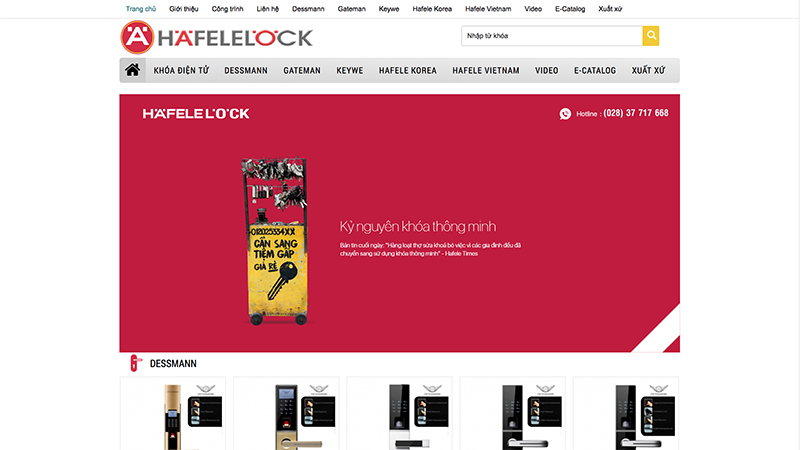 Trang chủ Giới thiệu Công trình Liên hệ Dessmann Gateman Keywe Hafele Korea Hafele Vietnam Video E-Catalog Xuất xứ
Ä HÄFELELOCK
Nhập từ khóa
KHÓA ĐIỆN TỬ DESSMANN GATEMAN KEYWE HAFELE KOREA HAFELE VIETNAM VIDEO E-CATALOG XUẤT XỨ
HÄFELE LOCK
Hotline : (028) 37 717 668
012025334XX
CẦN SANG
TIỆM GẤP
GIÁ RẺ
Kỷ nguyên khóa thông minh
Bản tin cuối ngày: "Hàng loạt thợ sửa khoá bỏ việc vì các gia đình đều đã
chuyển sang sử dụng khóa thông minh" - Hafele Times
DESSMANN